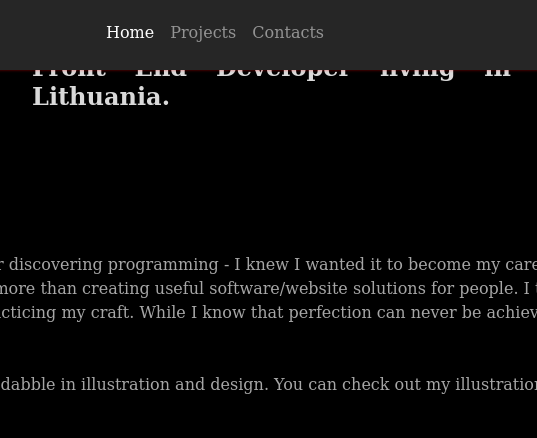 Home Projects Contacts
Front End Developer living in
Lithuania.
r discovering programming - I knew I wanted it to become my care
more than creating useful software/website solutions for people. I t
cticing my craft. While I know that perfection can never be achiev
dabble in illustration and design. You can check out my illustration